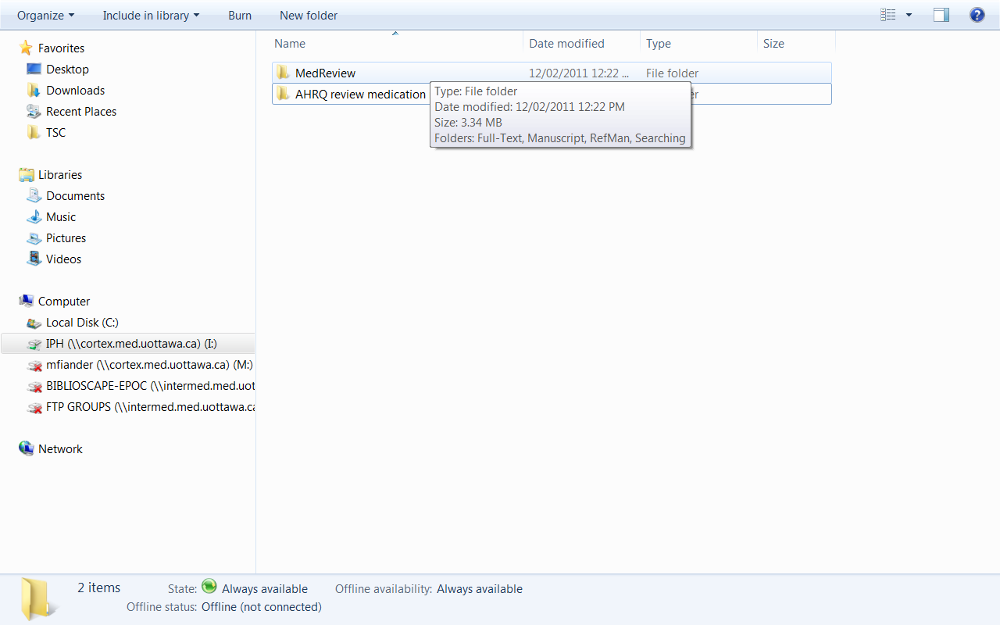 Organize Include in library Burn New folder
Favorites
Desktop
Downloads
Recent Places
TSC
Libraries
Documents
Music
Pictures
Videos
Computer
Local Disk (C:)
IPH (\\cortex.med.uottawa.ca) (I:)
mfiander (\\cortex.med.uottawa.ca) (M:)
BIBLIOSCAPE-EPOC (\\intermed.med.uot
FTP GROUPS (\\intermed.med.uottawa.ca
Network
Name Date modified Type Size
MedReview 12/02/2011 12:22 ... File folder
AHRQ review medication
Type: File folder
Date modified: 12/02/2011 12:22 PM
Size: 3.34 MB
Folders: Full-Text, Manuscript, RefMan, Searching
2 items State: Always available Offline availability: Always available
Offline status: Offline (not connected)